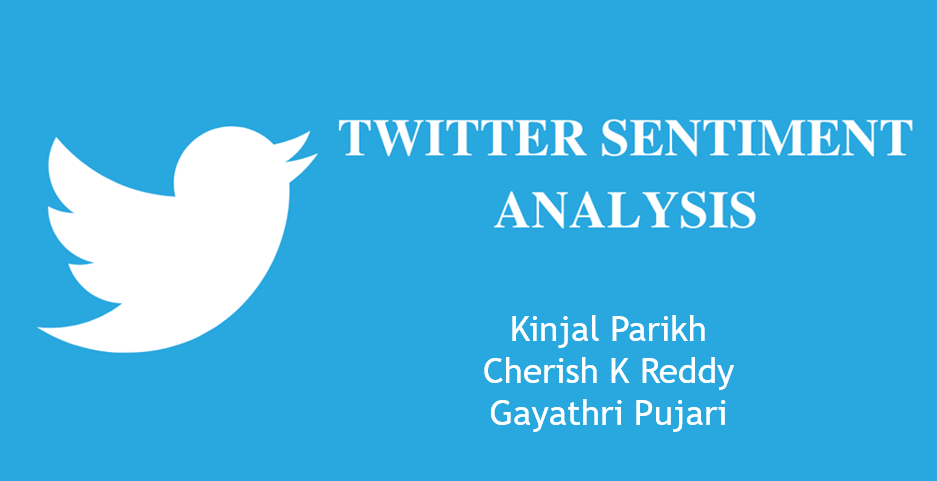 TWITTER SENTIMENT
ANALYSIS
Kinjal Parikh
Cherish K Reddy
Gayathri Pujari